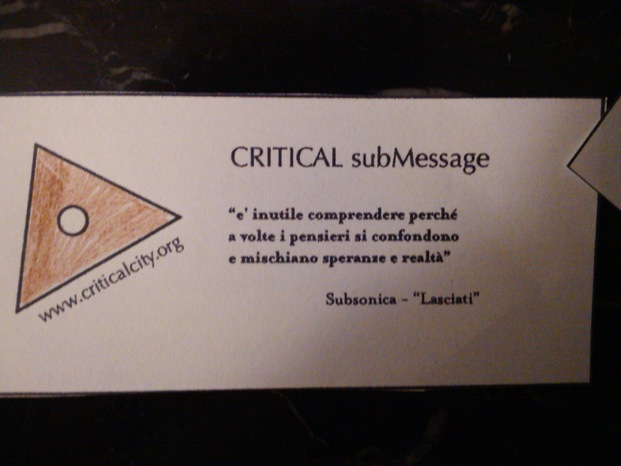 CRITICAL subMessage
“e' inutile comprendere perché
a volte i pensieri si confondono
e mischiano speranze e realtà”
Subsonica - “Lasciati”
www.criticalcity.org